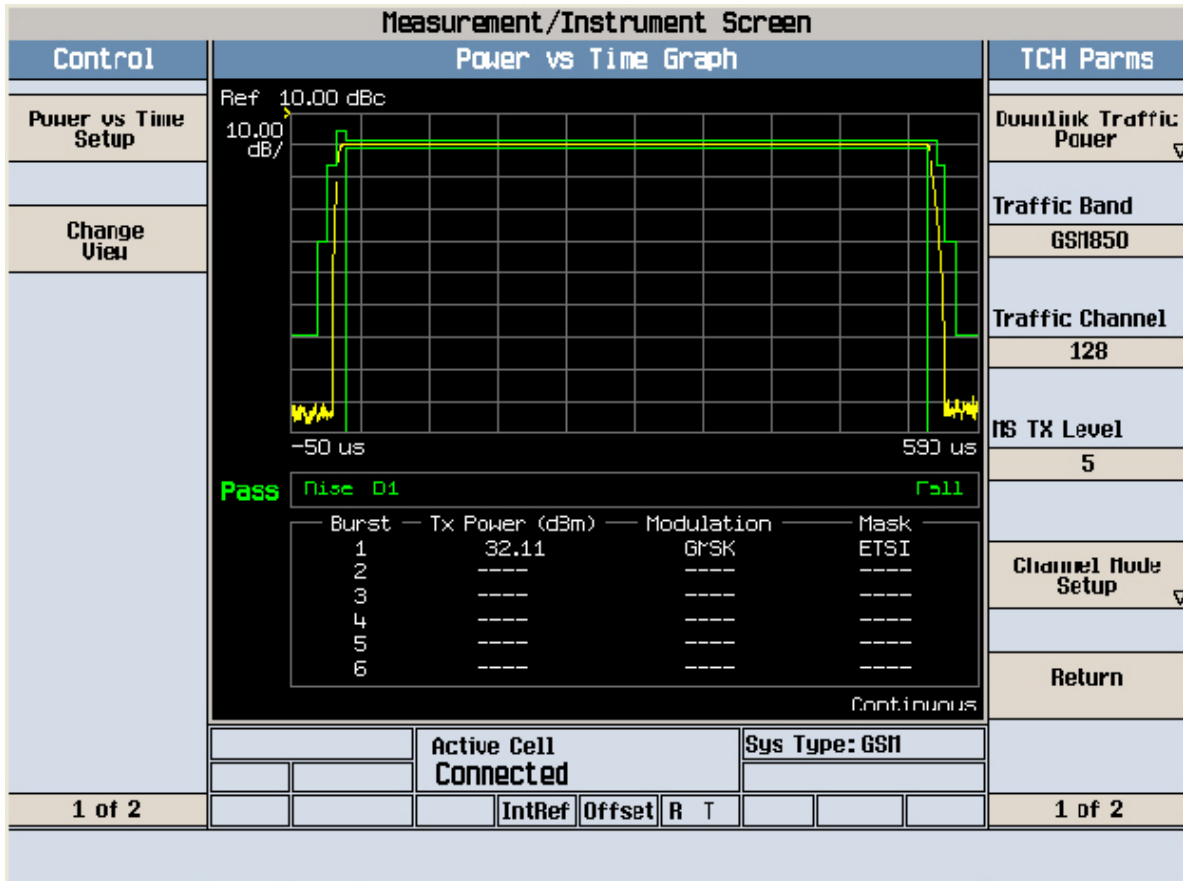 Measurement/Instrument Screen
Control
Power vs Time Graph
TCH Parms
Power vs Time
Setup
Change
View
1 of 2
Ref 10.00 dBc
10.00
dB/
-50 us
590 us
Pass
Rise 01
Fall
Burst Tx Power (dBm) Modulation Mask
1 32.11 GMSK ETSI
2 ---- ---- ----
3 ---- ---- ----
4 ---- ---- ----
5 ---- ---- ----
6 ---- ---- ----
Continuous
Active Cell
Connected
Sys Type: GSM
IntRef Offset R T
Downlink Traffic
Power
Traffic Band
GSM850
Traffic Channel
128
MS TX Level
5
Channel Mode
Setup
Return
1 of 2